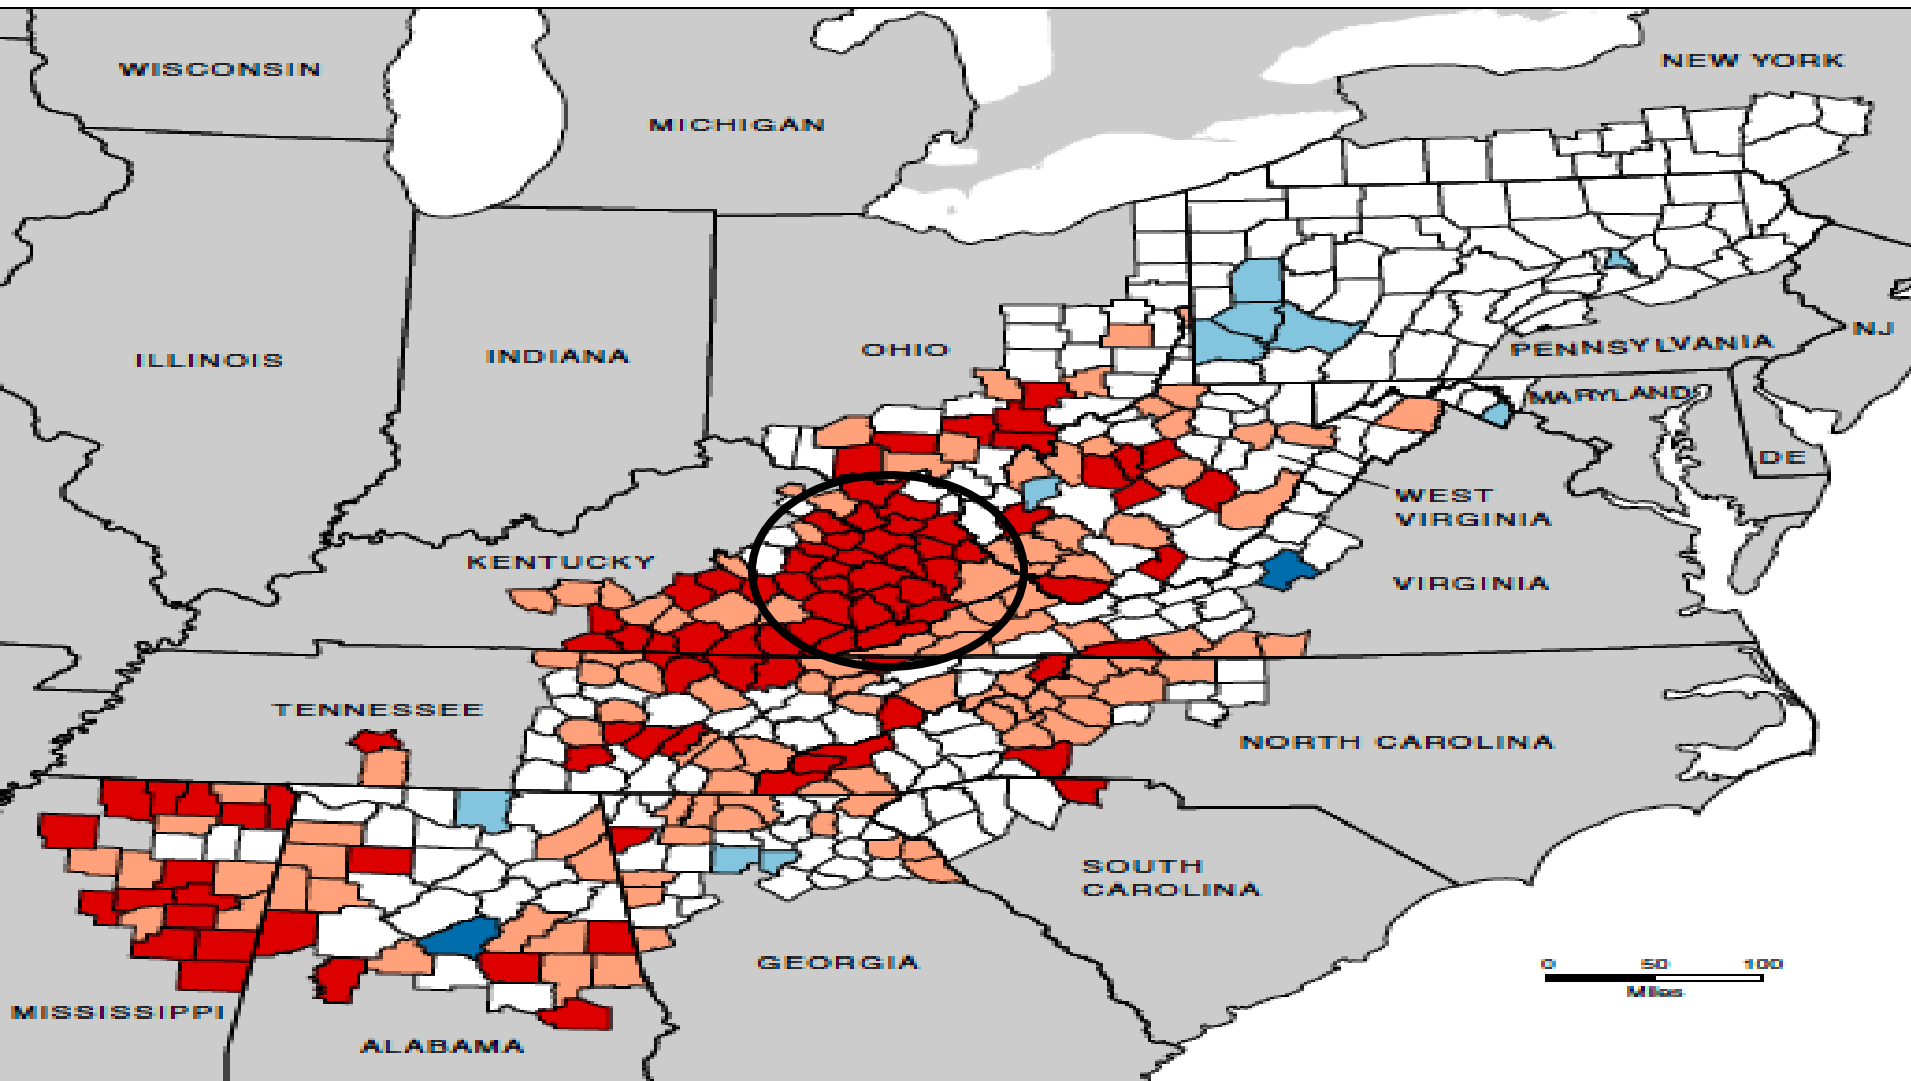 WISCONSIN
NEW YORK
MICHIGAN
ILLINOIS
INDIANA
OHIO
PENNSYLVANIA
NJ
MARYLAND
DE
WEST
VIRGINIA
KENTUCKY
VIRGINIA
TENNESSEE
NORTH CAROLINA
SOUTH
CAROLINA
GEORGIA
0 50 100
Miles
MISSISSIPPI
ALABAMA